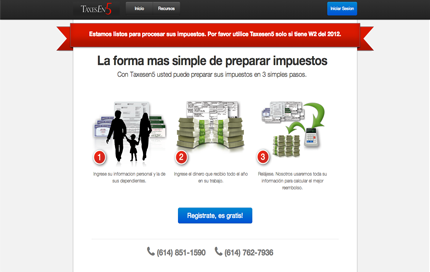 TAXESEN5
Inicio
Recursos
Iniciar Sesion
Estamos listos para procesar sus impuestos. Por favor utilice Taxesen5 solo si tiene W2 del 2012.
La forma mas simple de preparar impuestos
Con Taxesen5 usted puede preparar sus impuestos en 3 simples pasos.
1
2
3
Ingrese su informacion personal y la de
sus dependientes.
Ingrese el dinero que recibio todo el año
en su trabajo.
Relájese. Nosotros usaremos toda su
información para calcular el mejor
reembolso.
Registrate, es gratis!
(614) 851-1590
(614) 762-7936